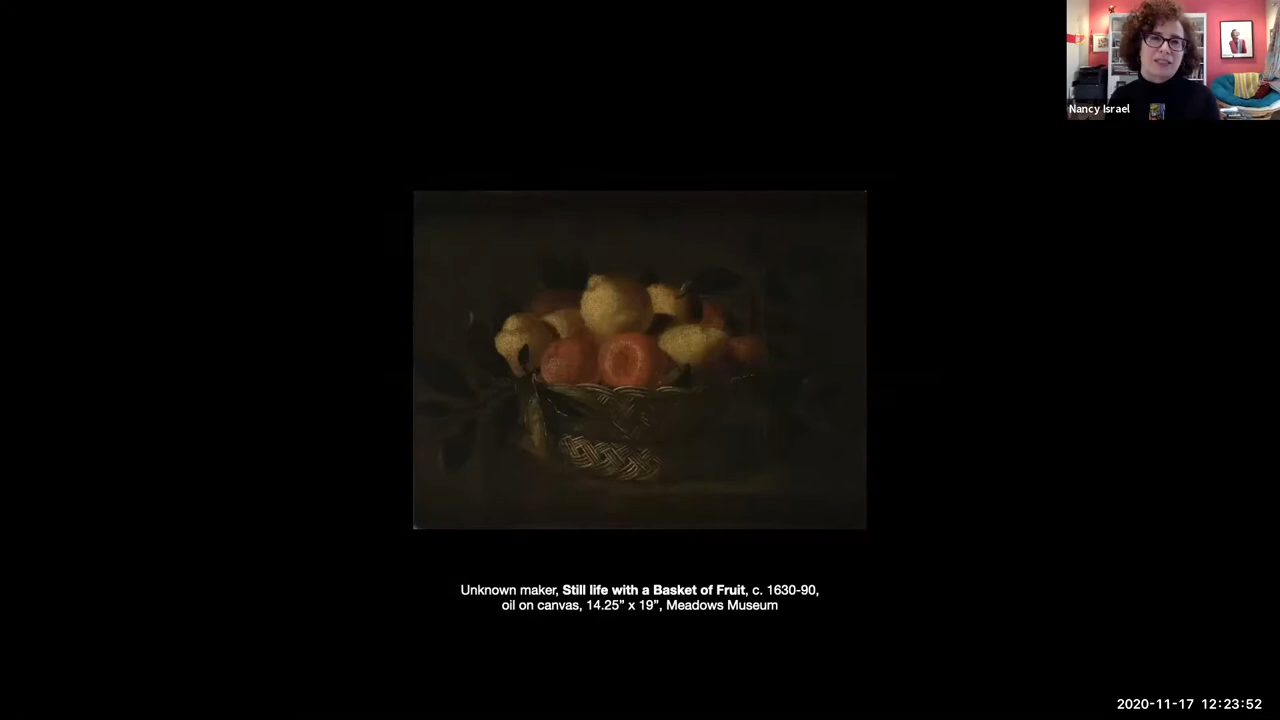 Nancy Israel
Unknown maker, Still life with a Basket of Fruit, c. 1630-90,
oil on canvas, 14.25” x 19”, Meadows Museum
2020-11-17 12:23:52